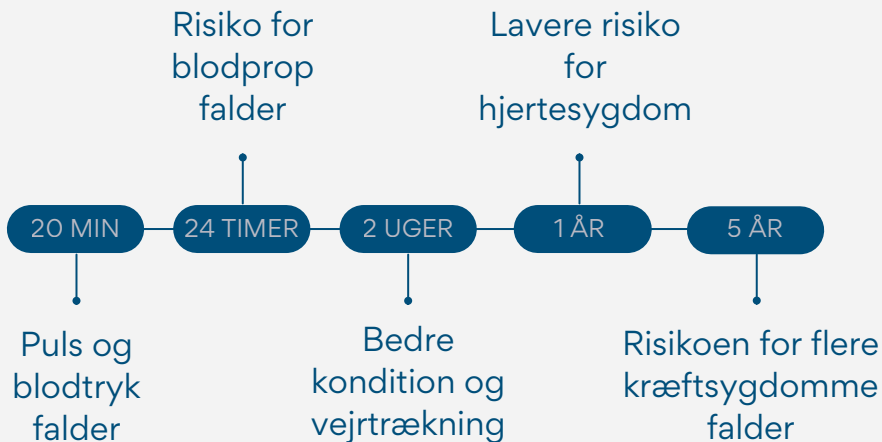 Risiko for
blodprop
falder
Lavere risiko
for
hjertesygdom
20 MIN
24 TIMER
2 UGER
1 ÅR
5 ÅR
Puls og
blodtryk
falder
Bedre
kondition og
vejrtrækning
Risikoen for flere
kræftsygdomme
falder